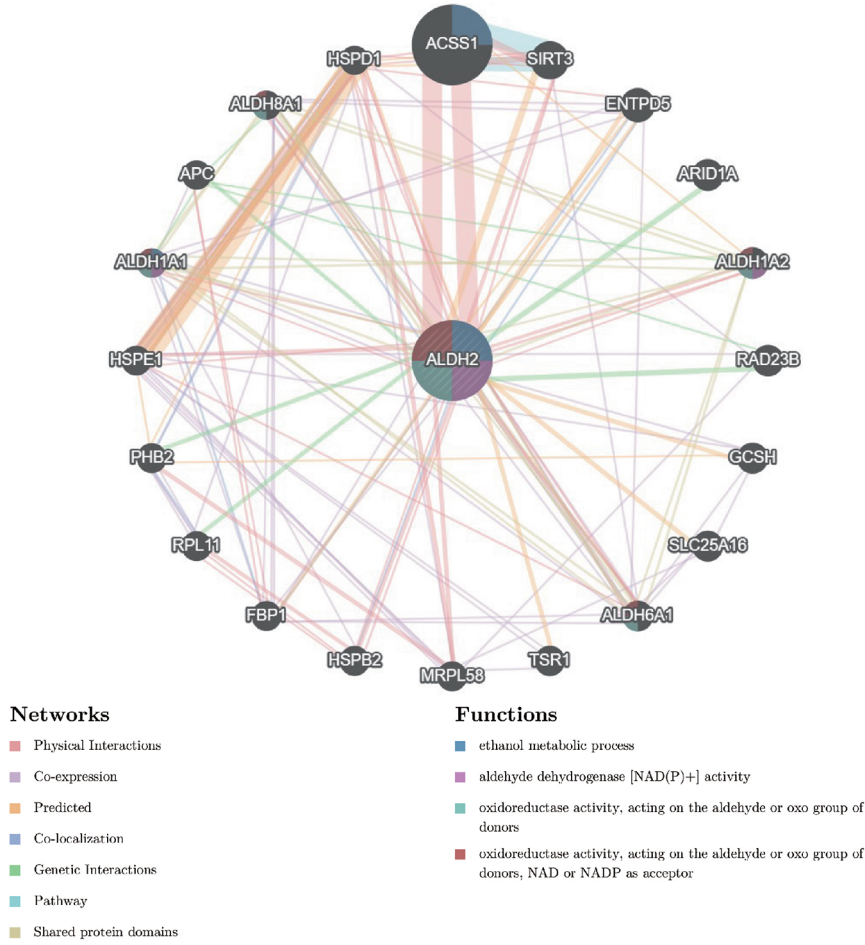 ACSS1
HSPD1
SIRT3
ALDH8A1
ENTPD5
APC
ARID1A
ALDH1A1
ALDH1A2
HSPE1
ALDH2
RAD23B
PHB2
GCSH
RPL11
SLC25A16
FBP1
ALDH6A1
HSPB2
MRPL58
TSR1
Networks
Physical Interactions
Co-expression
Predicted
Co-localization
Genetic Interactions
Pathway
Shared protein domains
Functions
ethanol metabolic process
aldehyde dehydrogenase [NAD(P)+] activity
oxidoreductase activity, acting on the aldehyde or oxo group of
donors
oxidoreductase activity, acting on the aldehyde or oxo group of
donors, NAD or NADP as acceptor